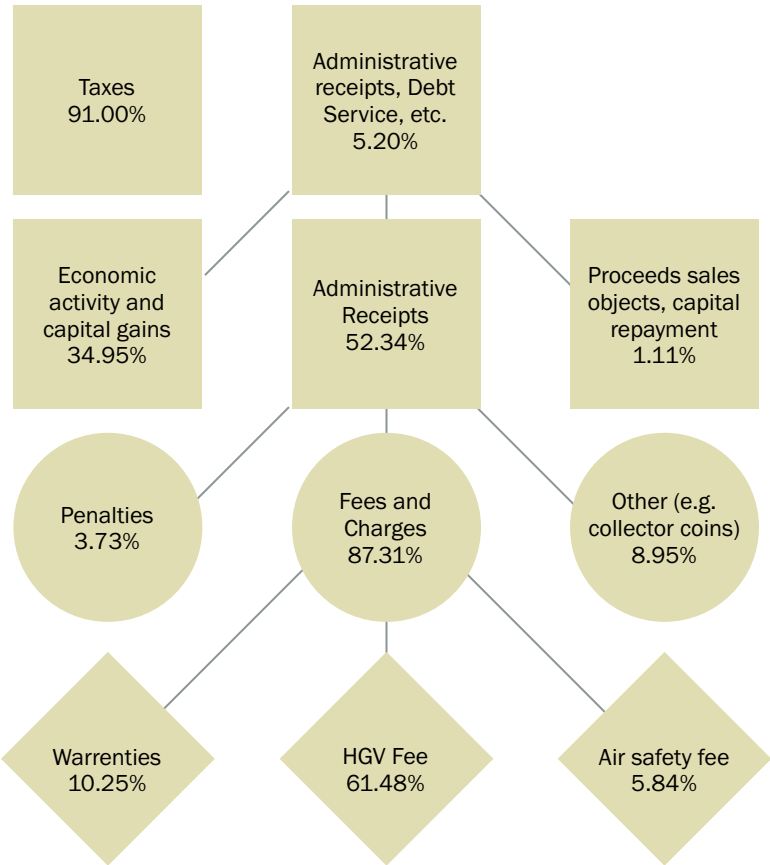 Taxes
91.00%
Administrative
receipts, Debt
Service, etc.
5.20%
Economic
activity and
capital gains
34.95%
Administrative
Receipts
52.34%
Proceeds sales
objects, capital
repayment
1.11%
Penalties
3.73%
Fees and
Charges
87.31%
Other (e.g.
collector coins)
8.95%
Warrenties
10.25%
HGV Fee
61.48%
Air safety fee
5.84%